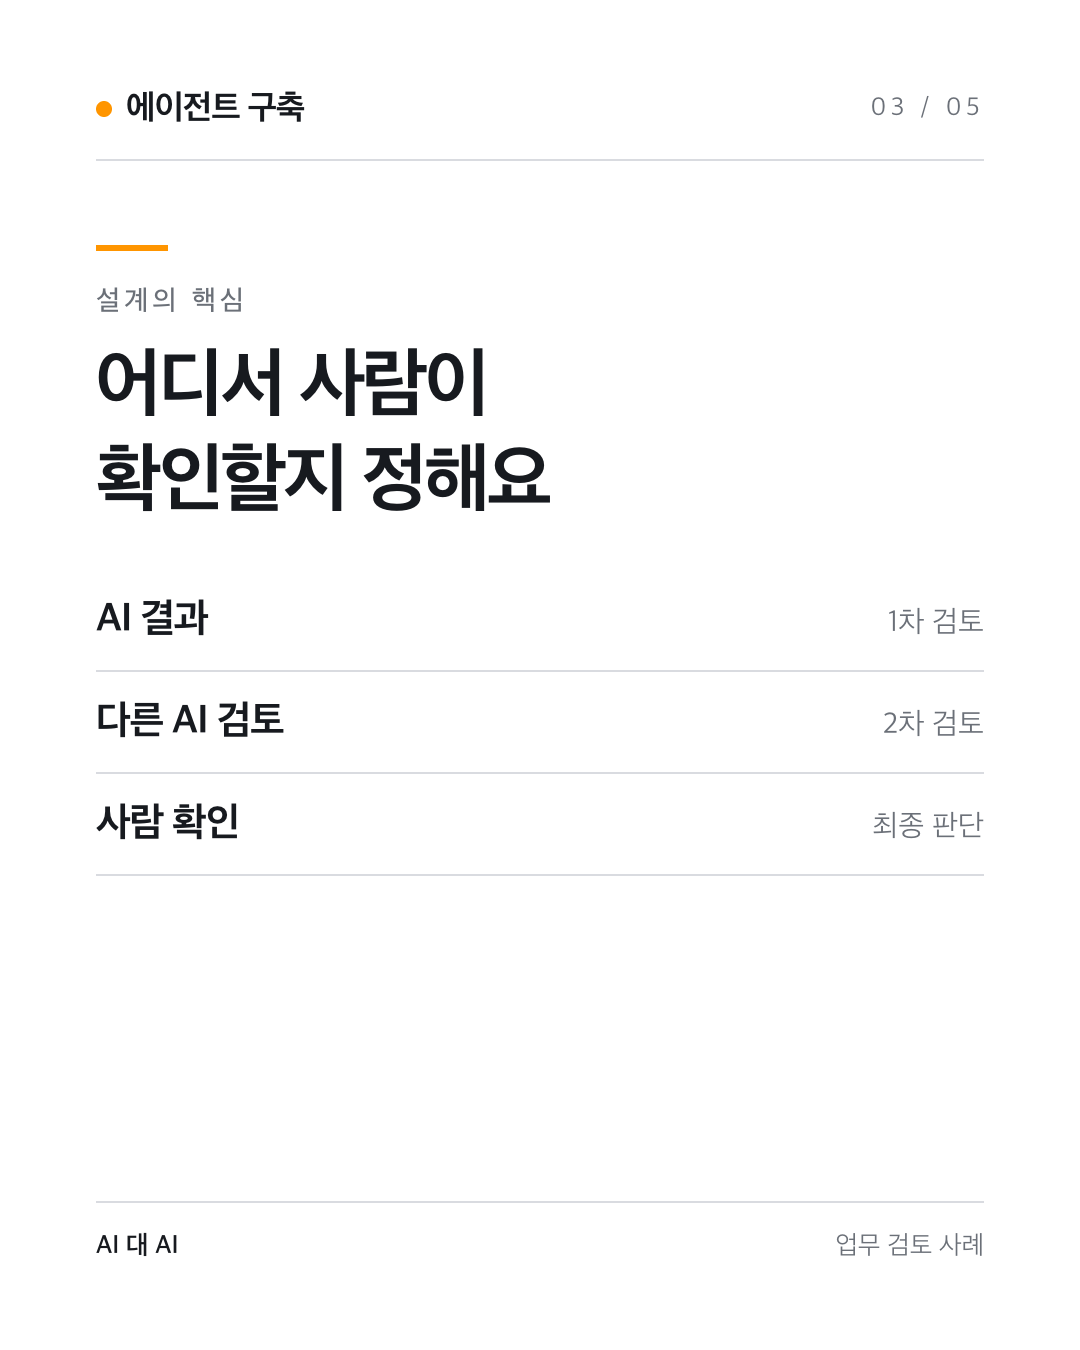 에이전트 구축
03 / 05
설계의 핵심
어디서 사람이
확인할지 정해요
AI 결과
1차 검토
다른 AI 검토
2차 검토
사람 확인
최종 판단
AI 대 AI
업무 검토 사례